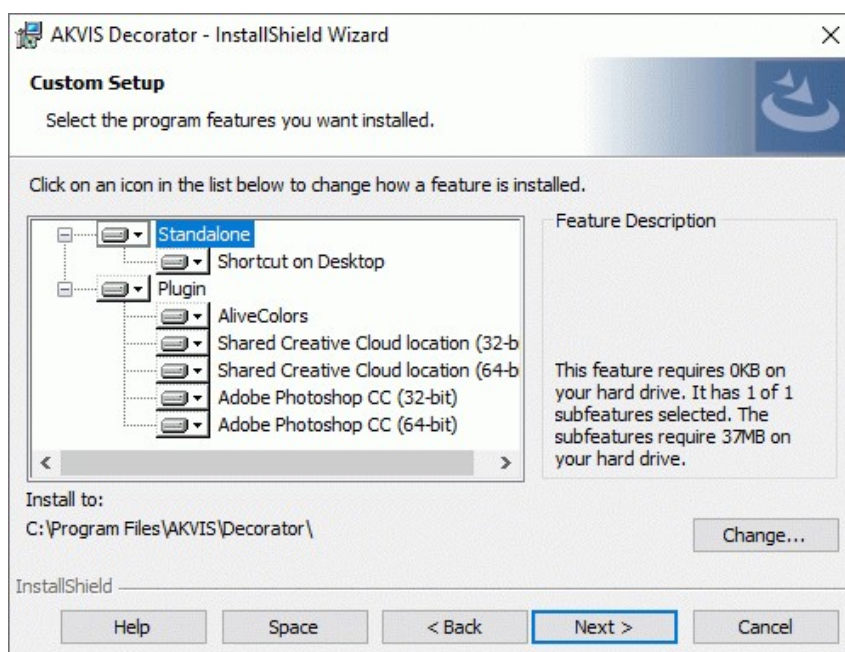 AKVIS Decorator - InstallShield Wizard
Custom Setup
Select the program features you want installed.
Click on an icon in the list below to change how a feature is installed.
Standalone
Shortcut on Desktop
Plugin
AliveColors
Shared Creative Cloud location (32-b
Shared Creative Cloud location (64-b
Adobe Photoshop CC (32-bit)
Adobe Photoshop CC (64-bit)
Feature Description
This feature requires 0KB on
your hard drive. It has 1 of 1
subfeatures selected. The
subfeatures require 37MB on
your hard drive.
Install to:
C:\Program Files\AKVIS\Decorator\
Change...
InstallShield
Help
Space
< Back
Next >
Cancel